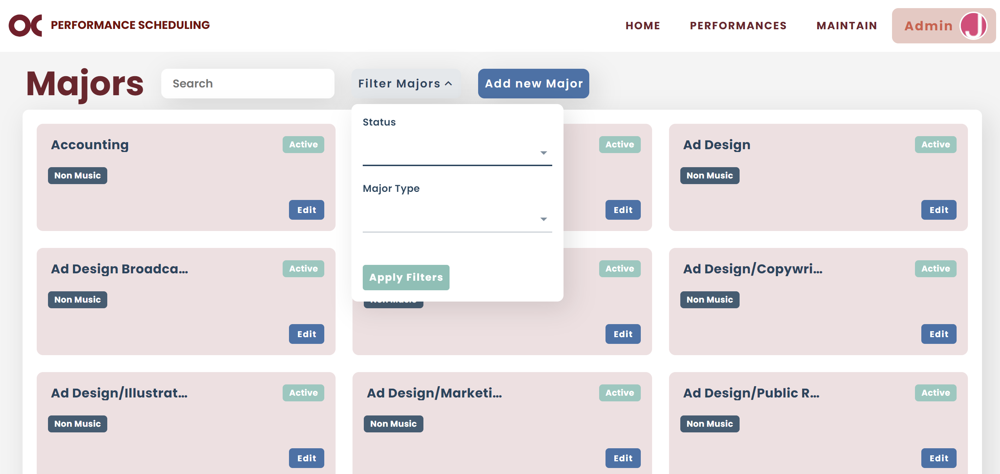 OC PERFORMANCE SCHEDULING
HOME PERFORMANCES MAINTAIN Admin J
Majors Search Filter Majors Add new Major
Status
Major Type
Apply Filters
Accounting Active
Non Music
Edit
Active
Edit
Ad Design Active
Non Music
Edit
Ad Design Broadca... Active
Non Music
Edit
Active
Non Music
Edit
Ad Design/Copywri... Active
Non Music
Edit
Ad Design/Illustrat... Active
Non Music
Edit
Ad Design/Marketi... Active
Non Music
Edit
Ad Design/Public R... Active
Non Music
Edit